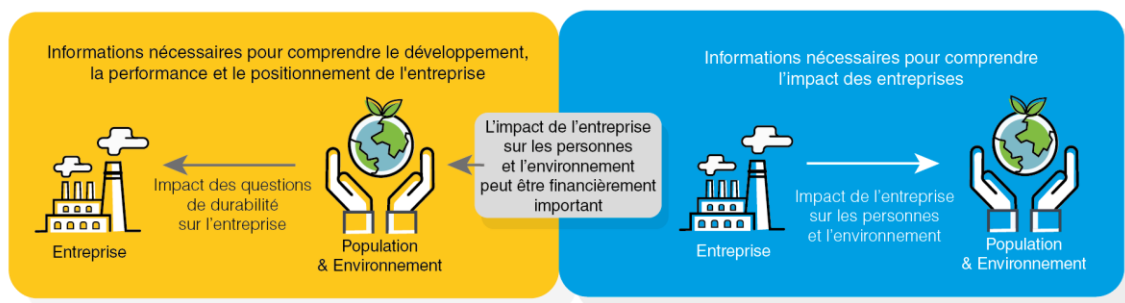 Informations nécessaires pour comprendre le développement,
la performance et le positionnement de l'entreprise
Impact des questions
de durabilité
sur l'entreprise
Entreprise
Population
& Environnement
L'impact de l'entreprise
sur les personnes
et l'environnement
peut être financièrement
important
Informations nécessaires pour comprendre
l'impact des entreprises
Impact de l'entreprise
sur les personnes
et l'environnement
Entreprise
Population
& Environnement